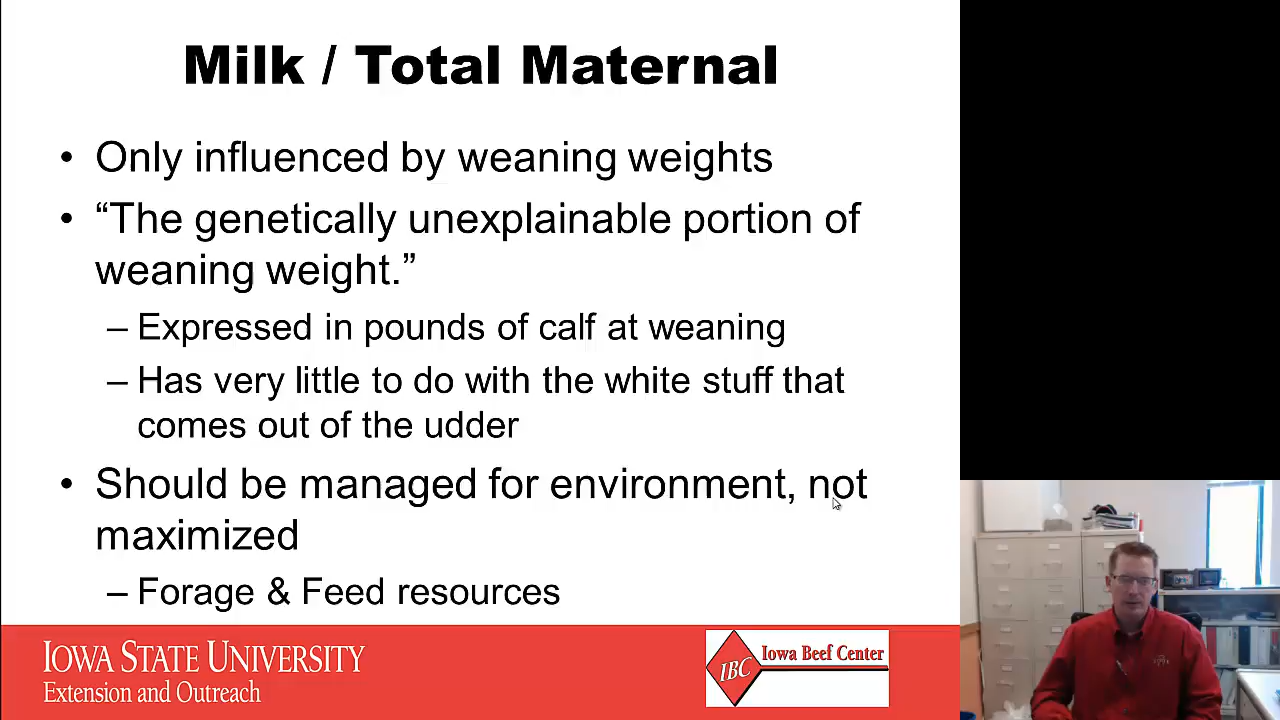 Milk / Total Maternal
• Only influenced by weaning weights
• “The genetically unexplainable portion of
weaning weight.”
– Expressed in pounds of calf at weaning
– Has very little to do with the white stuff that
comes out of the udder
• Should be managed for environment, not
maximized
– Forage & Feed resources
IOWA STATE UNIVERSITY
Extension and Outreach
IBC
Iowa Beef Center